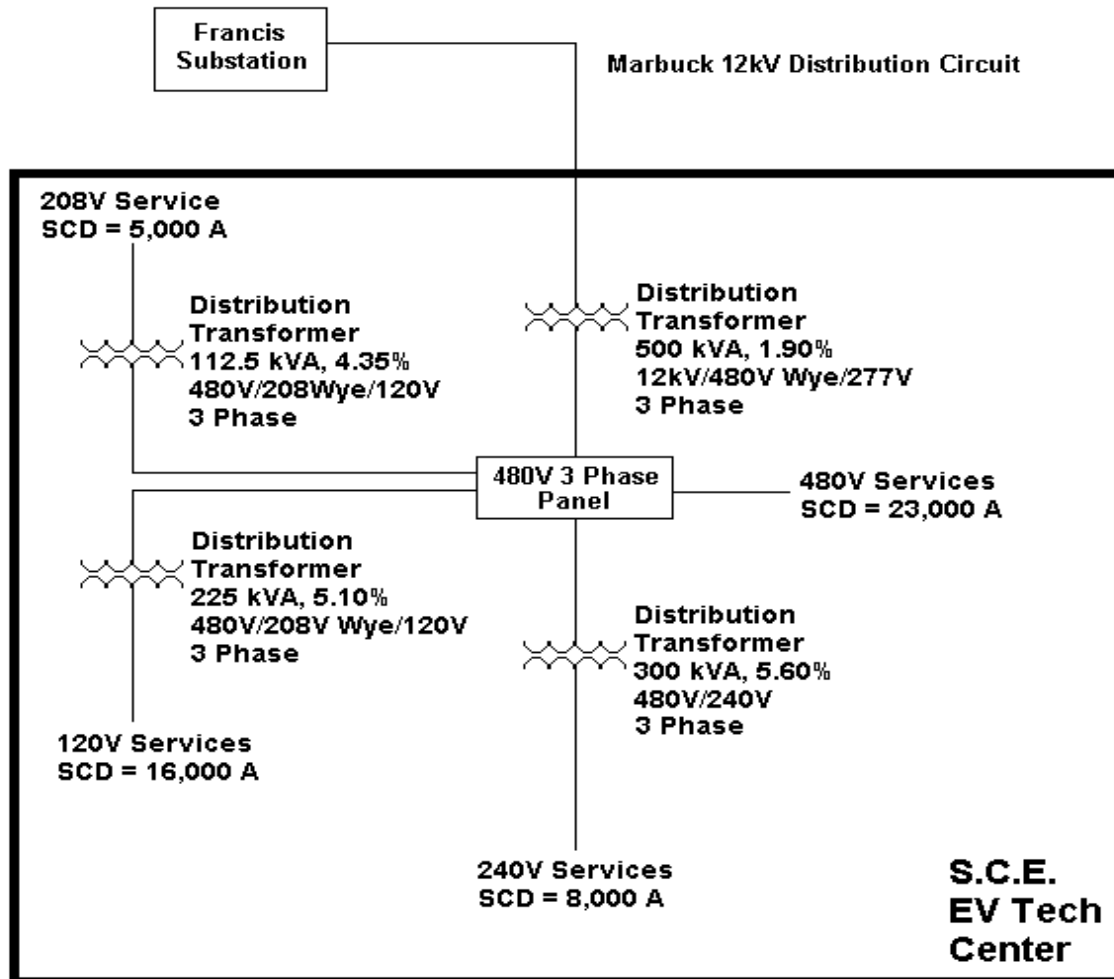 Francis
Substation
Marbuck 12kV Distribution Circuit
208V Service
SCD = 5,000 A
Distribution
Transformer
112.5 kVA, 4.35%
480V/208Wye/120V
3 Phase
Distribution
Transformer
500 kVA, 1.90%
12kV/480V Wye/277V
3 Phase
480V 3 Phase
Panel
480V Services
SCD = 23,000 A
Distribution
Transformer
225 kVA, 5.10%
480V/208V Wye/120V
3 Phase
Distribution
Transformer
300 kVA, 5.60%
480V/240V
3 Phase
120V Services
SCD = 16,000 A
240V Services
SCD = 8,000 A
S.C.E.
EV Tech
Center